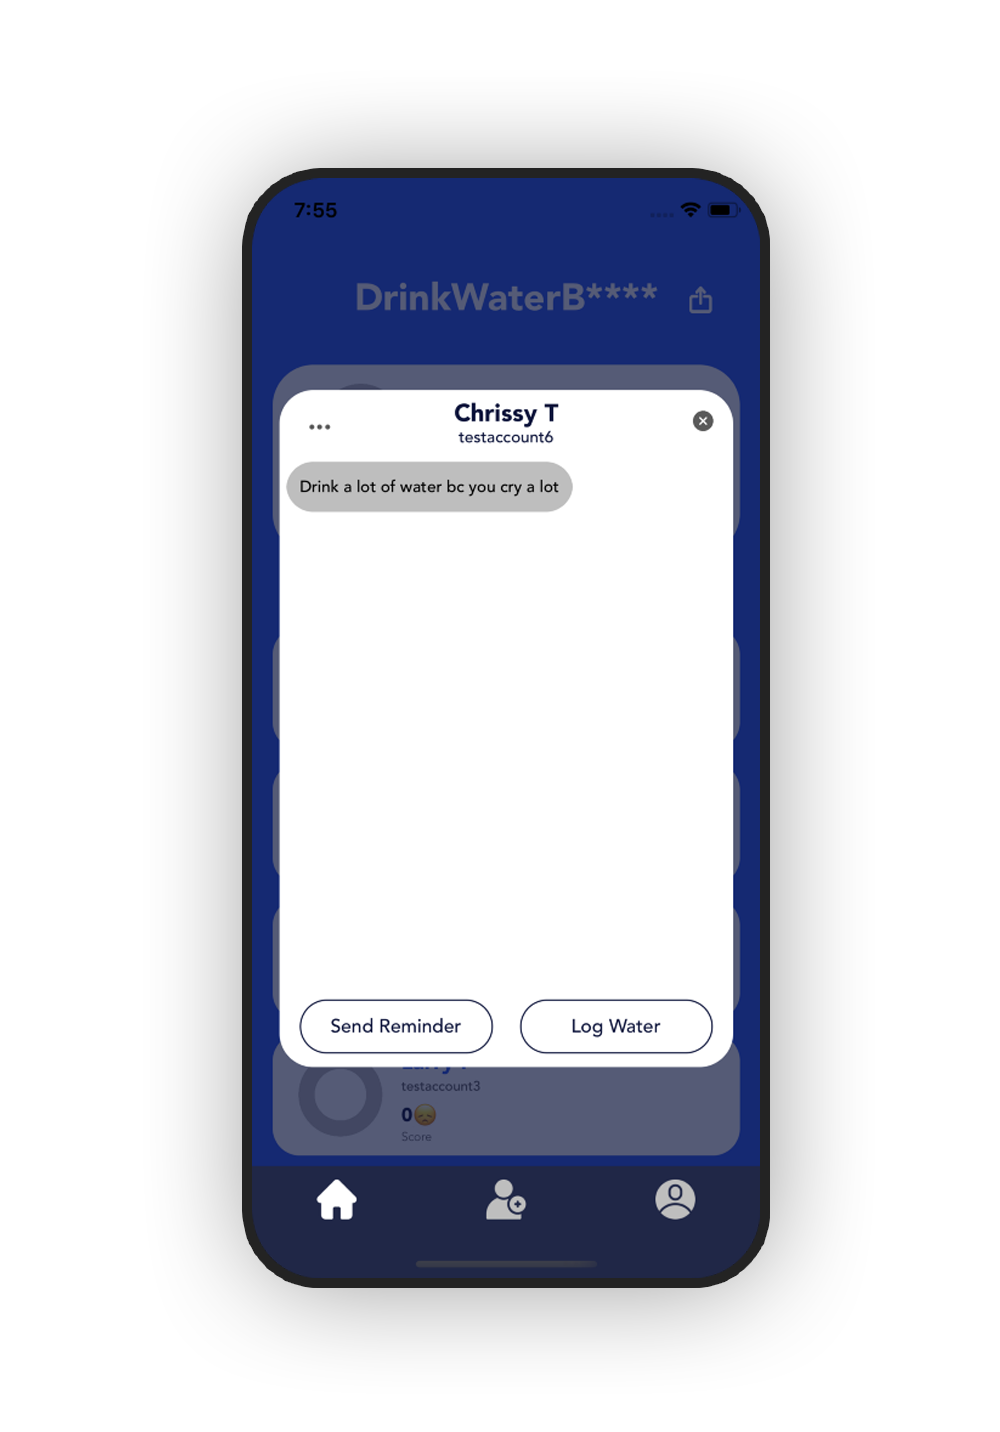 7:55
DrinkWaterB****
Chrissy T
testaccount6
Drink a lot of water bc you cry a lot
Send Reminder
Log Water
testaccount3
0😞
Score